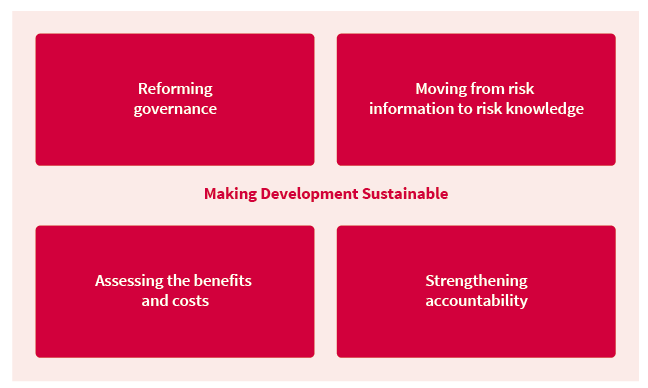 Reforming
governance
Moving from risk
information to risk knowledge
Making Development Sustainable
Assessing the benefits
and costs
Strengthening
accountability